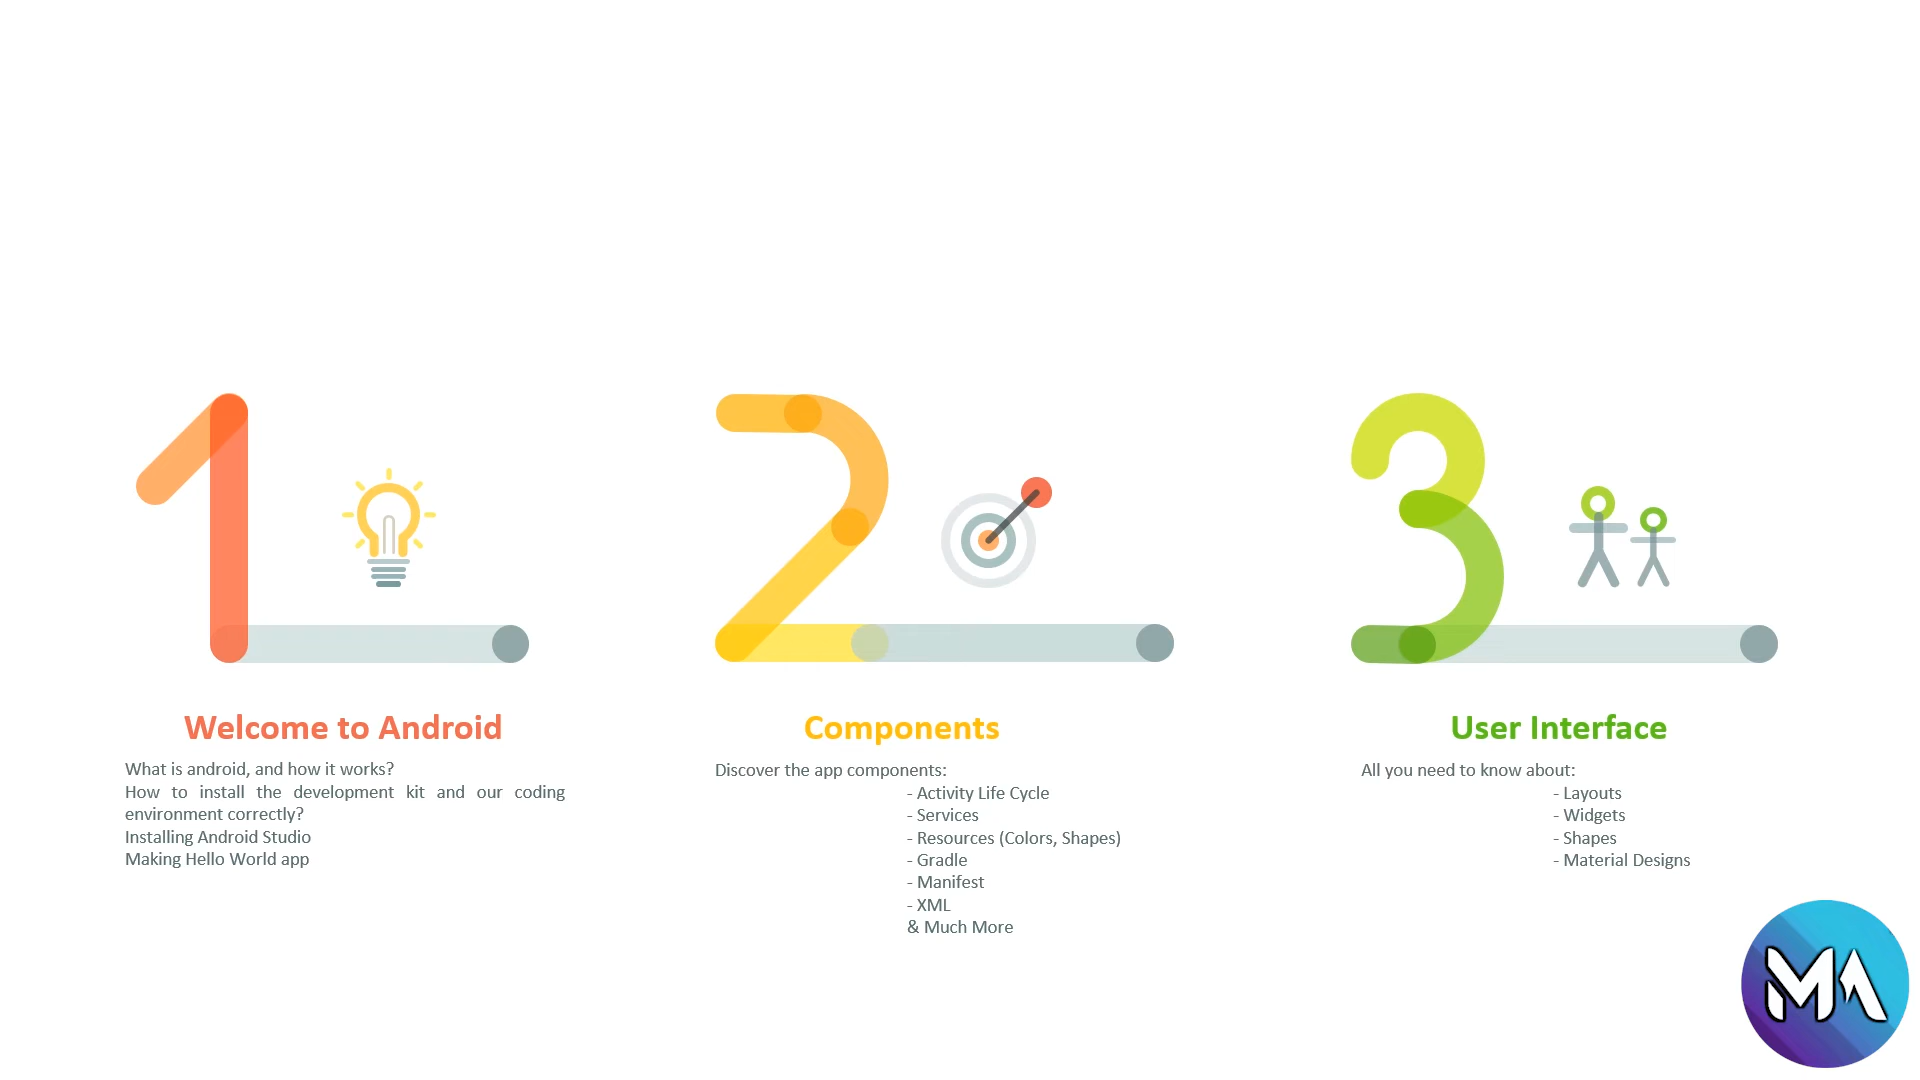 1
2
3
Welcome to Android
What is android, and how it works?
How to install the development kit and our coding
environment correctly?
Installing Android Studio
Making Hello World app
Components
Discover the app components:
- Activity Life Cycle
- Services
- Resources (Colors, Shapes)
- Gradle
- Manifest
- XML
& Much More
User Interface
All you need to know about:
- Layouts
- Widgets
- Shapes
- Material Designs
MA